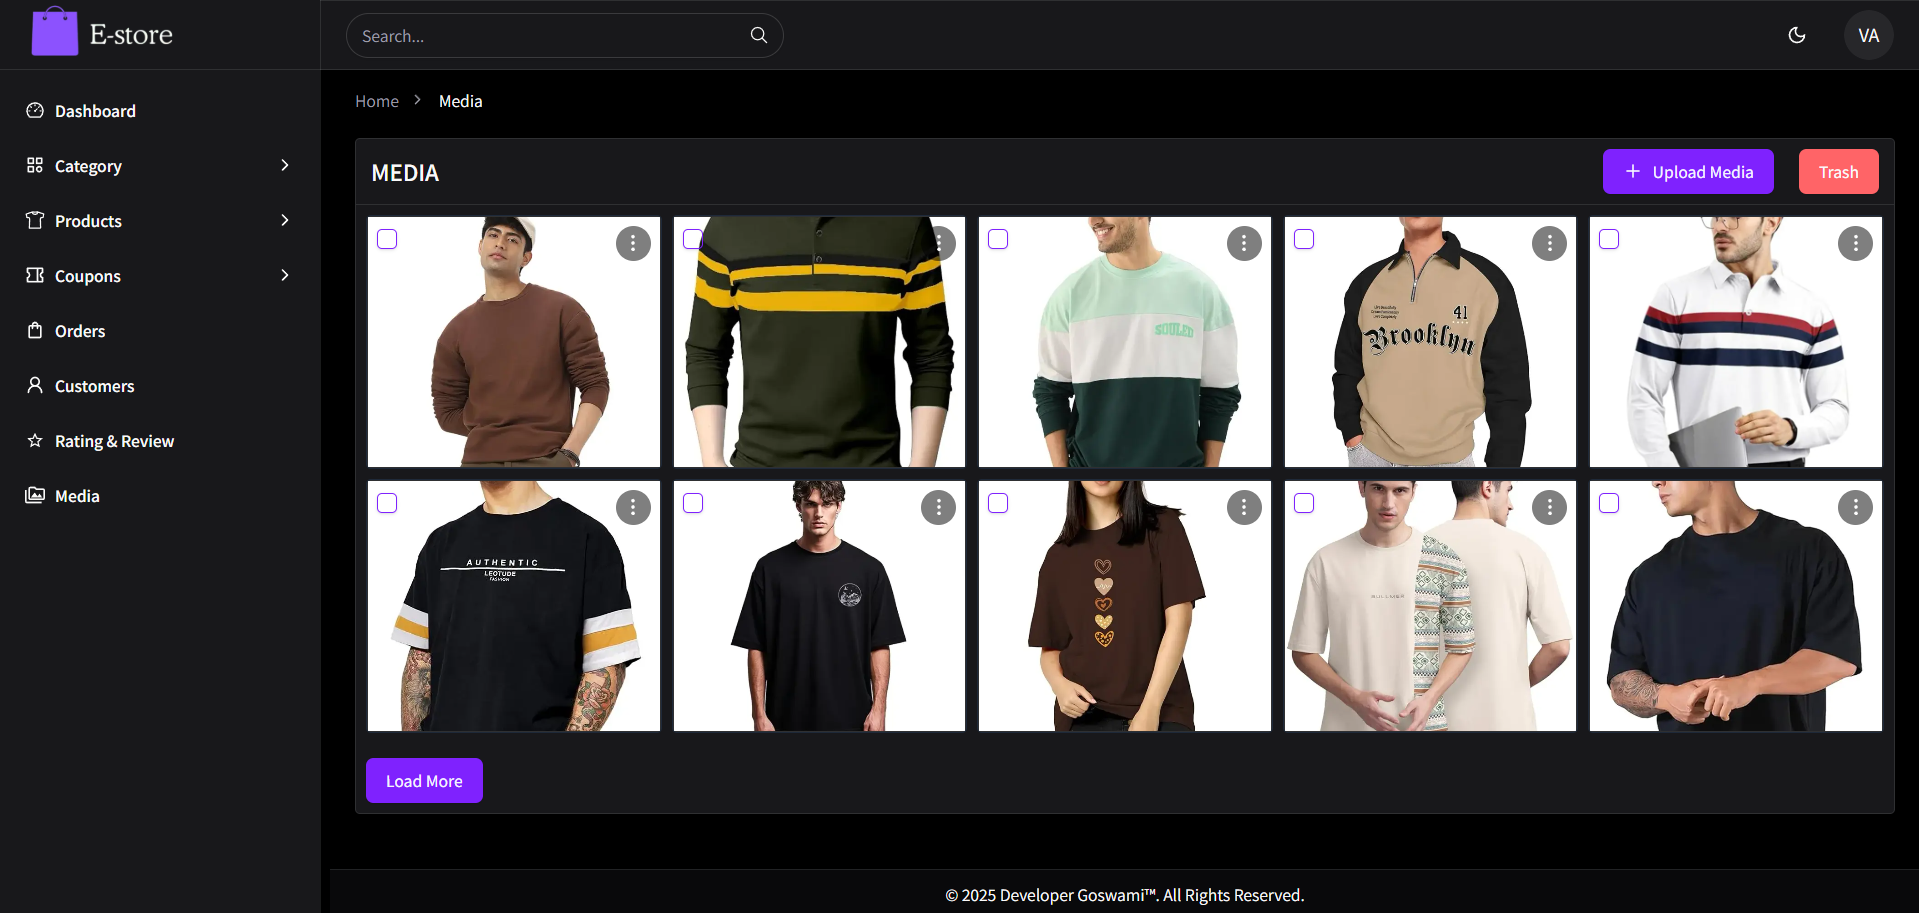 E-store
Search...
VA
Dashboard
Category
Products
Coupons
Orders
Customers
Rating & Review
Media
Home > Media
MEDIA
+ Upload Media
Trash
SOULED
41
Brooklyn
AUTHENTIC
LEOTUDE
FASHION
Load More
© 2025 Developer Goswami™. All Rights Reserved.